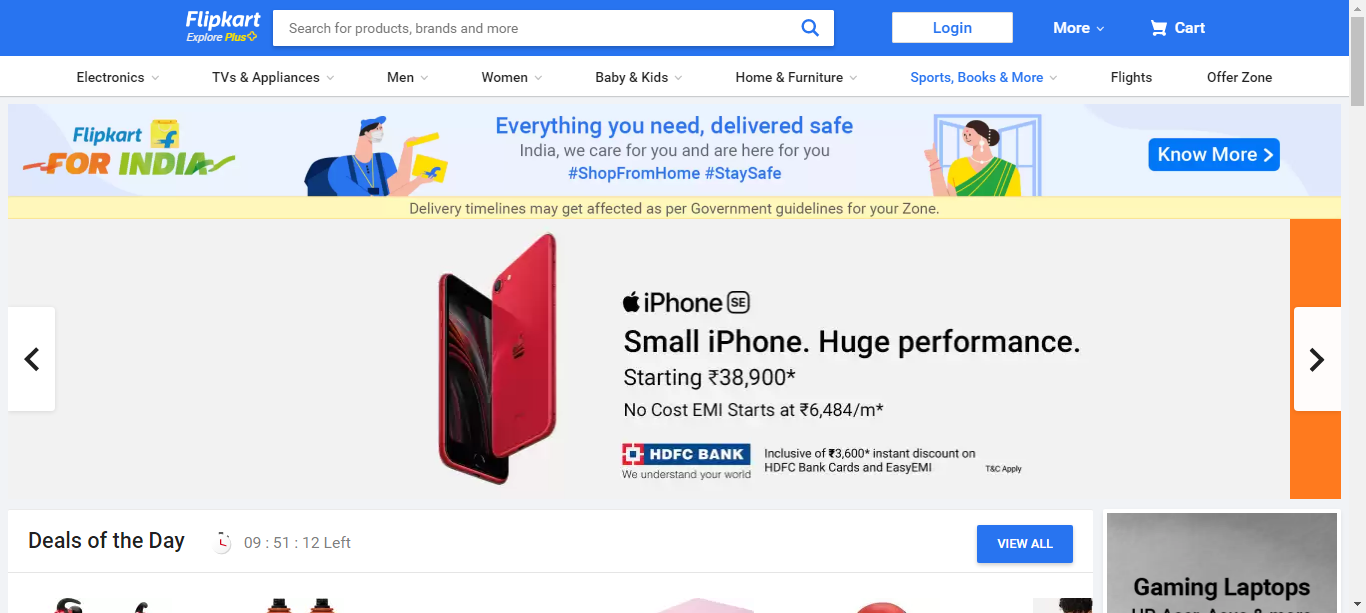 Flipkart
Explore Plus
Search for products, brands and more
Login
More
Cart
Electronics
TVs & Appliances
Men
Women
Baby & Kids
Home & Furniture
Sports, Books & More
Flights
Offer Zone
Flipkart
FOR INDIA
Everything you need, delivered safe
India, we care for you and are here for you
#ShopFromHome #StaySafe
Know More
Delivery timelines may get affected as per Government guidelines for your Zone.
iPhone SE
Small iPhone. Huge performance.
Starting ₹38,900*
No Cost EMI Starts at ₹6,484/m*
HDFC BANK
We understand your world
Inclusive of ₹3,600* instant discount on
HDFC Bank Cards and EasyEMI
T&C Apply
Deals of the Day
09 : 51 : 12 Left
VIEW ALL
Gaming Laptops
HP, Acer, Asus & more